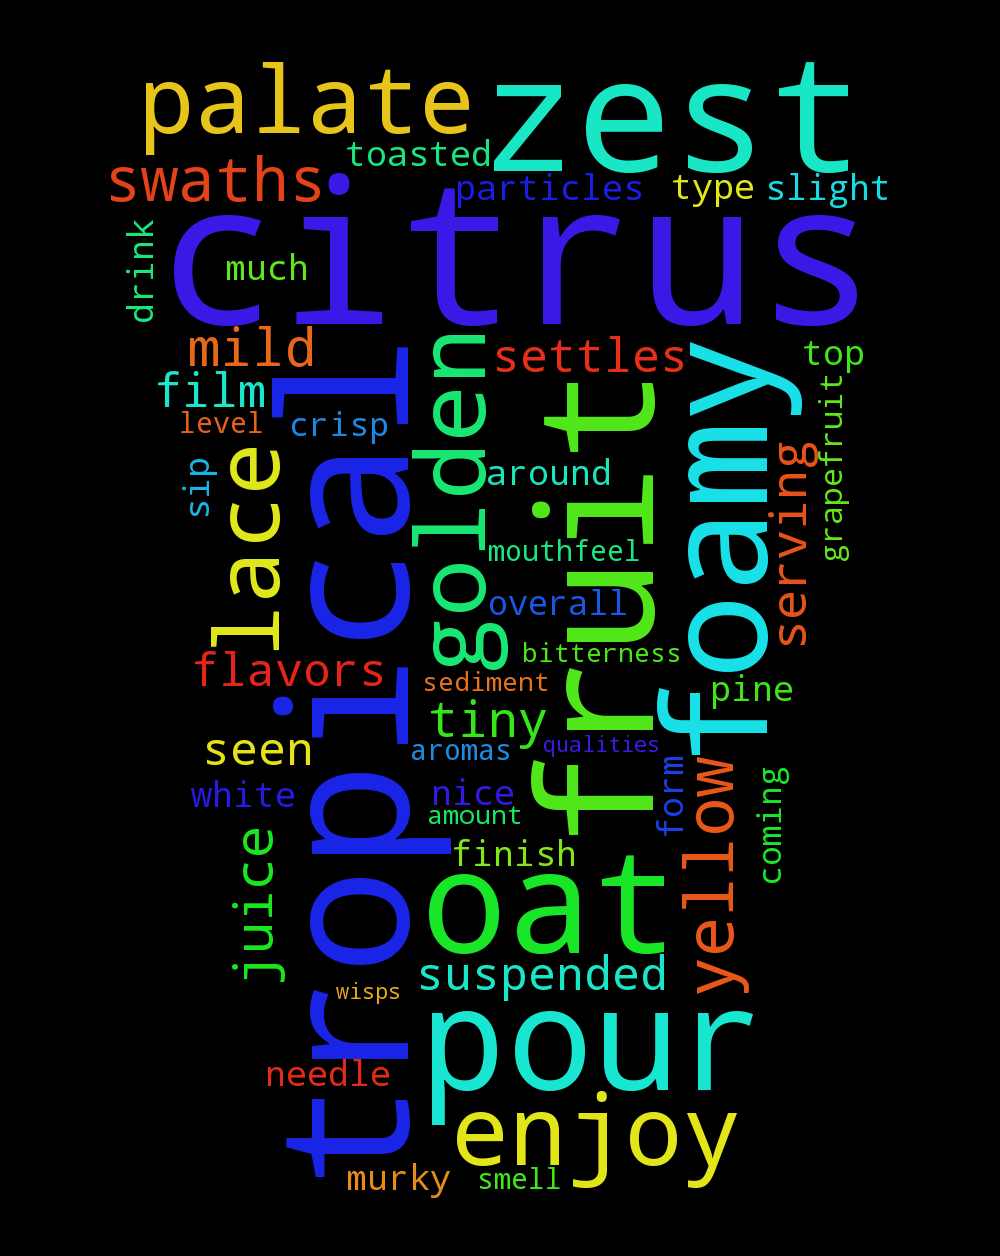 palate
zest
toasted
swaths
particles
type
slight
citrus
drink
much
mild
golden
settles
top
film
tropical
fruit
foamy
grapefruit
level
crisp
lace
sip
around
serving
mouthfeel
overall
bitterness
flavors
sediment
pine
tiny
seen
aromas
qualities
form
yellow
coming
white
nice
amount
juice
finish
oat
suspended
wisps
pour
needle
enjoy
murky
smell